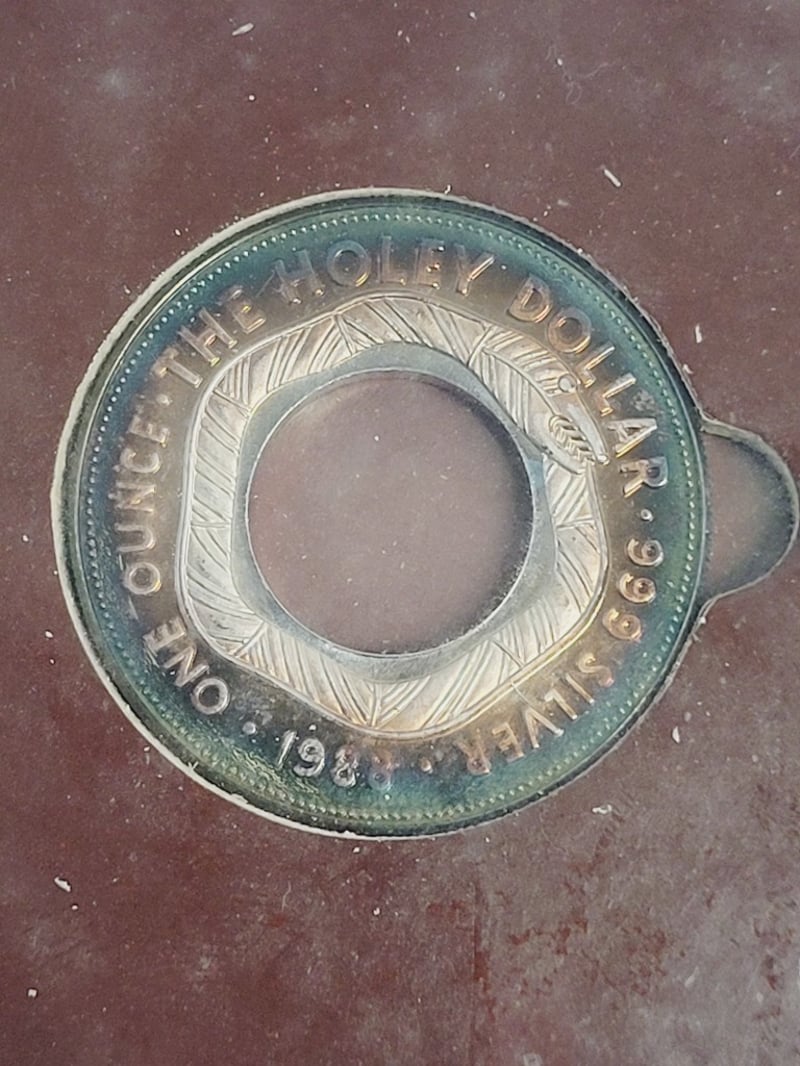 THE HOLEY DOLLAR · 999 SILVER · 1988 · ONE OUNCE ·